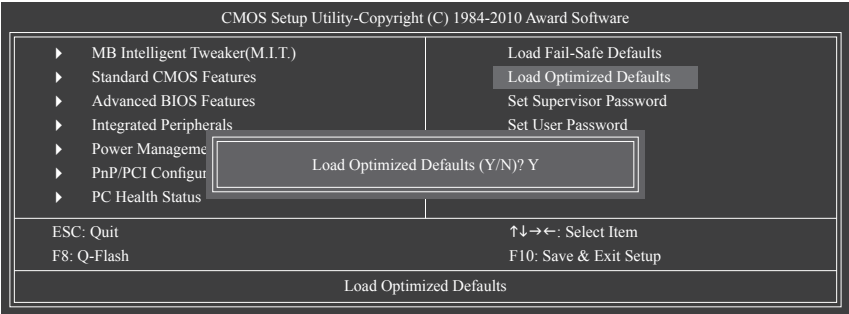 CMOS Setup Utility-Copyright (C) 1984-2010 Award Software
MB Intelligent Tweaker(M.I.T.)
Standard CMOS Features
Advanced BIOS Features
Integrated Peripherals
Power Manageme
PnP/PCI Configur
PC Health Status
Load Fail-Safe Defaults
Load Optimized Defaults
Set Supervisor Password
Set User Password
Load Optimized Defaults (Y/N)? Y
ESC: Quit
F8: Q-Flash
↑↓→←: Select Item
F10: Save & Exit Setup
Load Optimized Defaults